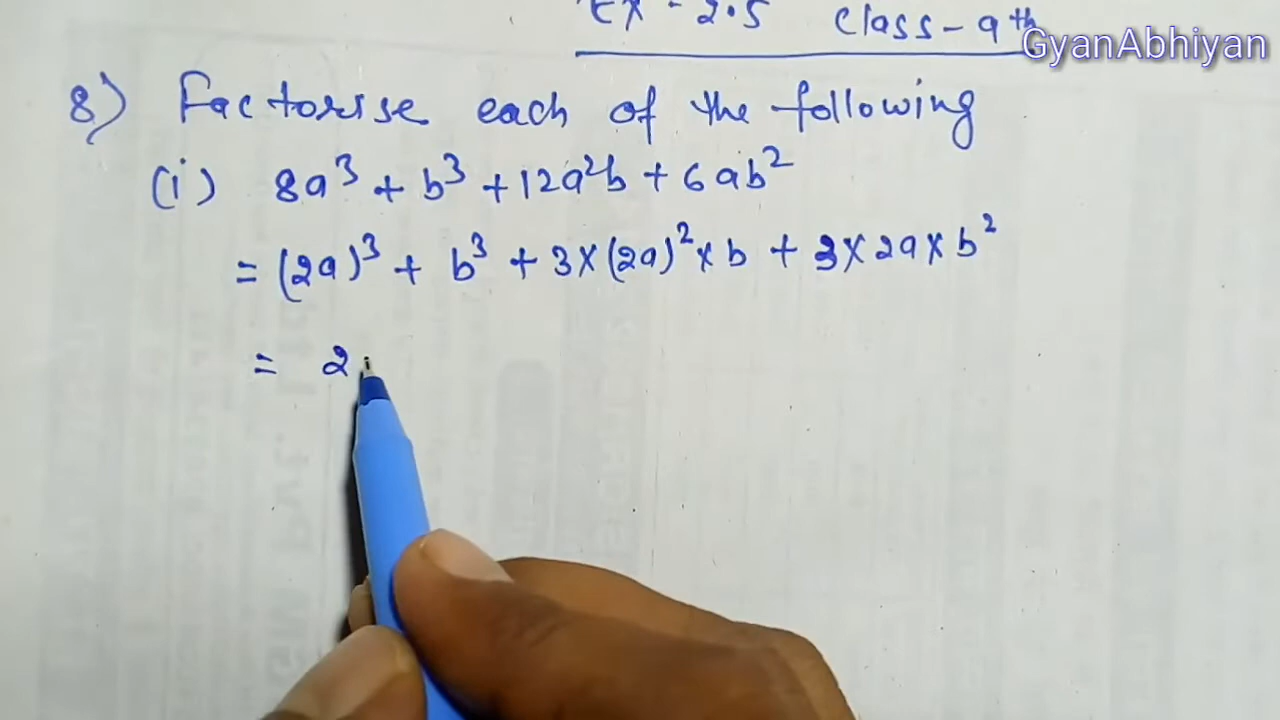 Ex - 2.5 Class - 9th
GyanAbhiyan
8) Factorise each of the following
(i) 8a³ + b³ + 12a²b + 6ab²
= (2a)³ + b³ + 3×(2a)²×b + 3×2a×b²
= 2